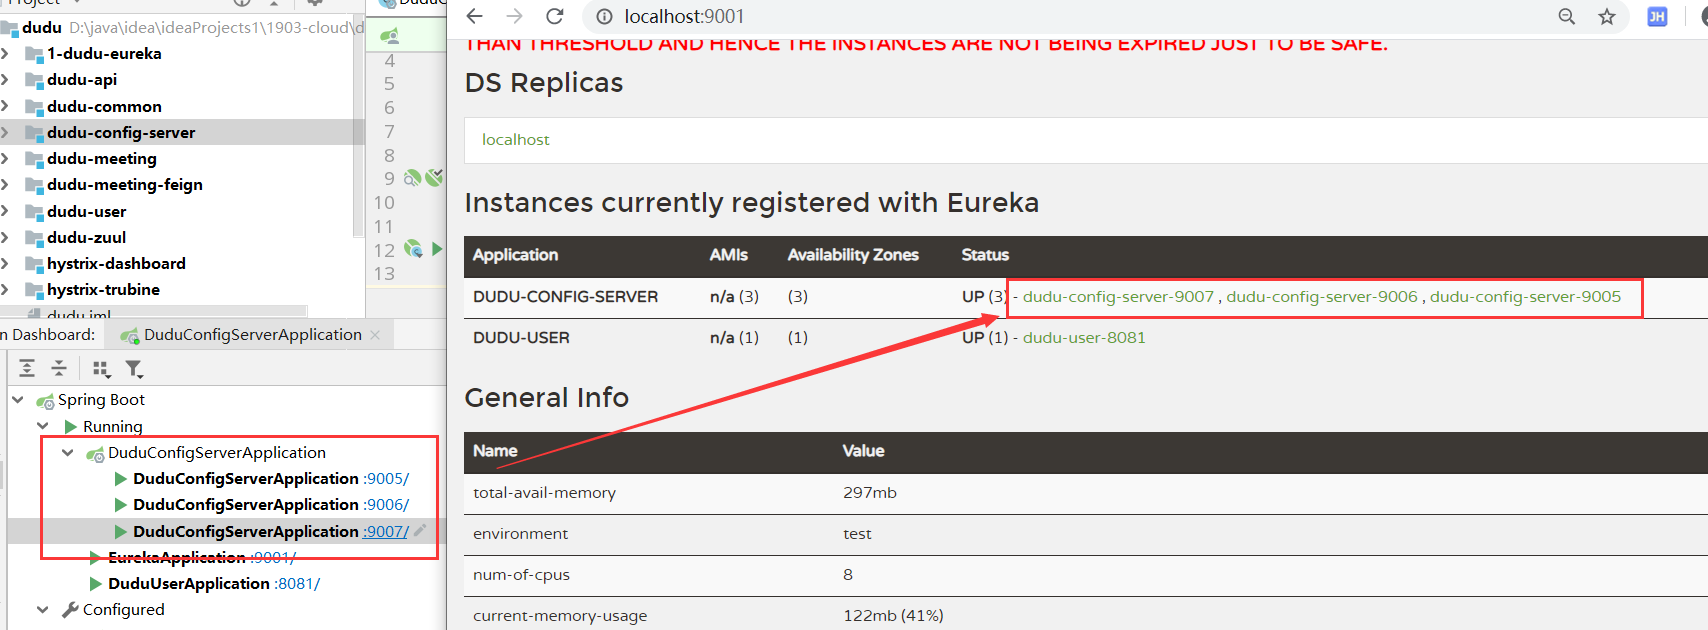 Project
dudu D:\java\idea\ideaProjects1\1903-cloud\d
1-dudu-eureka
dudu-api
dudu-common
dudu-config-server
dudu-meeting
dudu-meeting-feign
dudu-user
dudu-zuul
hystrix-dashboard
hystrix-trubine
dudu.iml
4
5
6
7
8
9
10
11
12
13
n Dashboard: DuduConfigServerApplication
Spring Boot
Running
DuduConfigServerApplication
DuduConfigServerApplication :9005/
DuduConfigServerApplication :9006/
DuduConfigServerApplication :9007/
EurekaApplication :9001/
DuduUserApplication :8081/
Configured
localhost:9001
JH
THAN THRESHOLD AND HENCE THE INSTANCES ARE NOT BEING EXPIRED JUST TO BE SAFE.
DS Replicas
localhost
Instances currently registered with Eureka
Application AMIs Availability Zones Status
DUDU-CONFIG-SERVER n/a (3) (3) UP (3) - dudu-config-server-9007 , dudu-config-server-9006 , dudu-config-server-9005
DUDU-USER n/a (1) (1) UP (1) - dudu-user-8081
General Info
Name Value
total-avail-memory 297mb
environment test
num-of-cpus 8
current-memory-usage 122mb (41%)